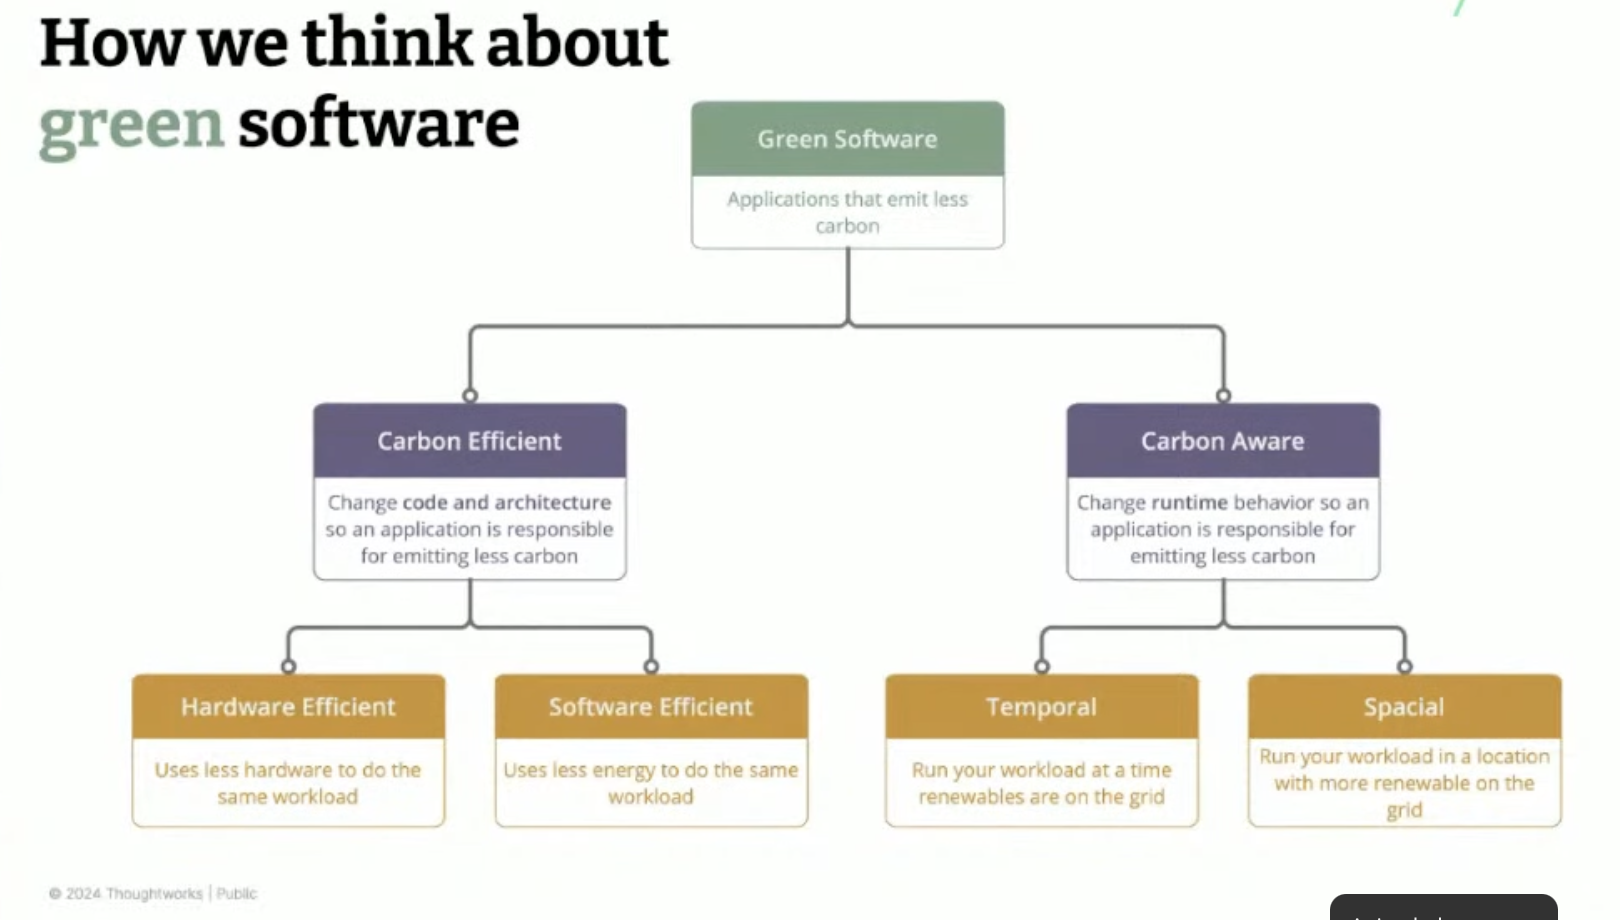 How we think about
green software
Green Software
Applications that emit less
carbon
Carbon Efficient
Change code and architecture
so an application is responsible
for emitting less carbon
Carbon Aware
Change runtime behavior so an
application is responsible for
emitting less carbon
Hardware Efficient
Uses less hardware to do the
same workload
Software Efficient
Uses less energy to do the same
workload
Temporal
Run your workload at a time
renewables are on the grid
Spacial
Run your workload in a location
with more renewable on the
grid
© 2024 Thoughtworks | Public